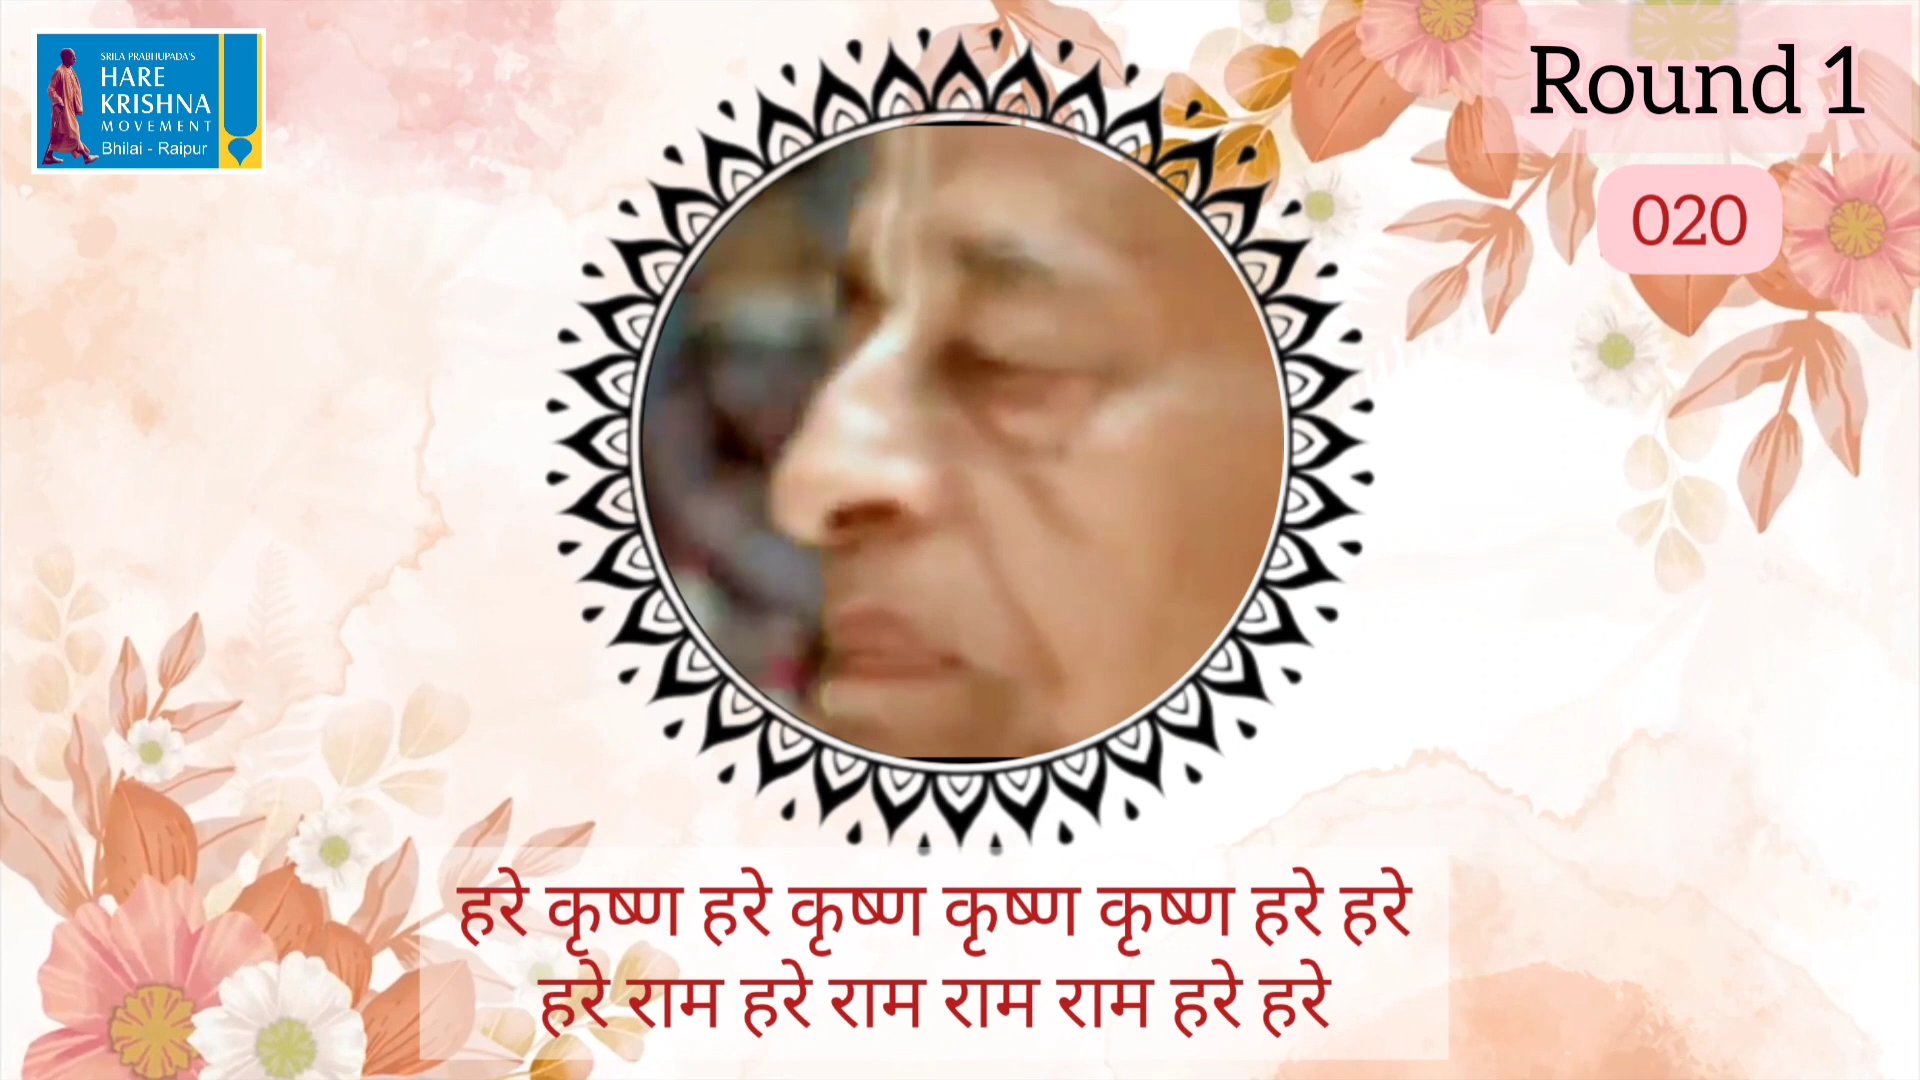 SRILA PRABHUPADA'S
HARE
KRISHNA
MOVEMENT
Bhilai - Raipur
Round 1
020
हरे कृष्ण हरे कृष्ण कृष्ण कृष्ण हरे हरे
हरे राम हरे राम राम राम हरे हरे